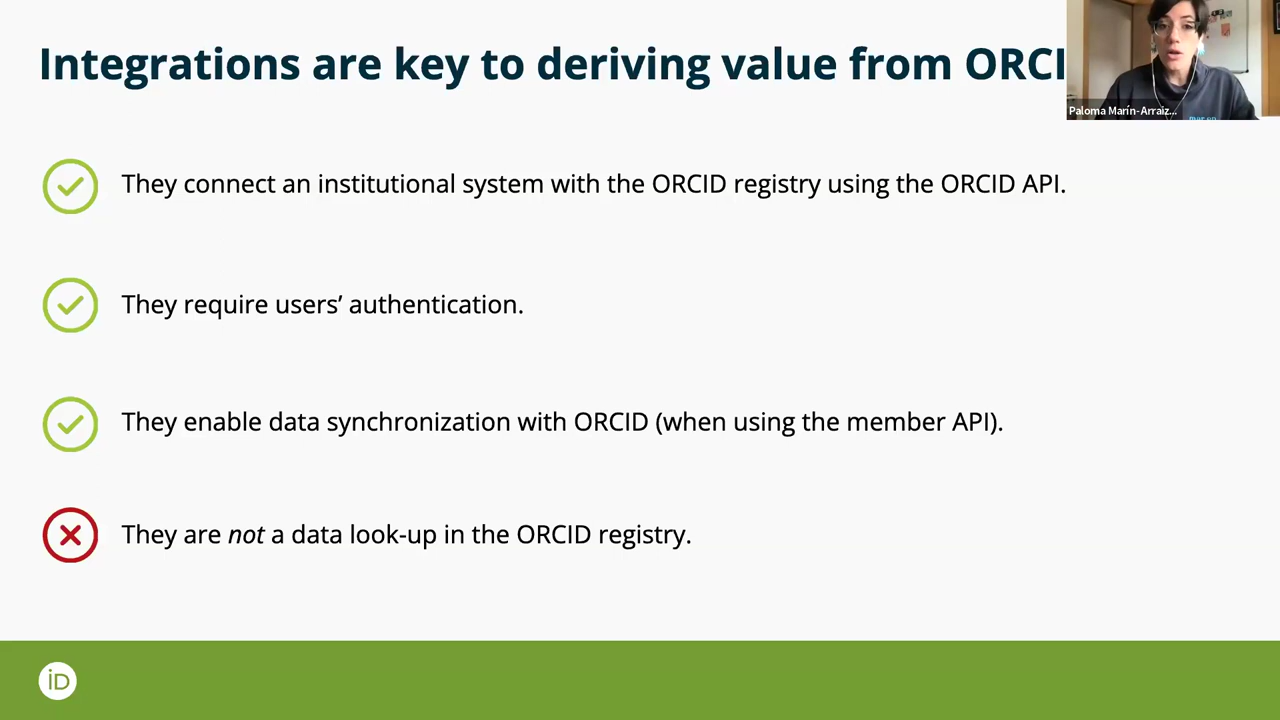 Integrations are key to deriving value from ORCI
Paloma Marín-Arraiz...
They connect an institutional system with the ORCID registry using the ORCID API.
They require users’ authentication.
They enable data synchronization with ORCID (when using the member API).
They are not a data look-up in the ORCID registry.
iD